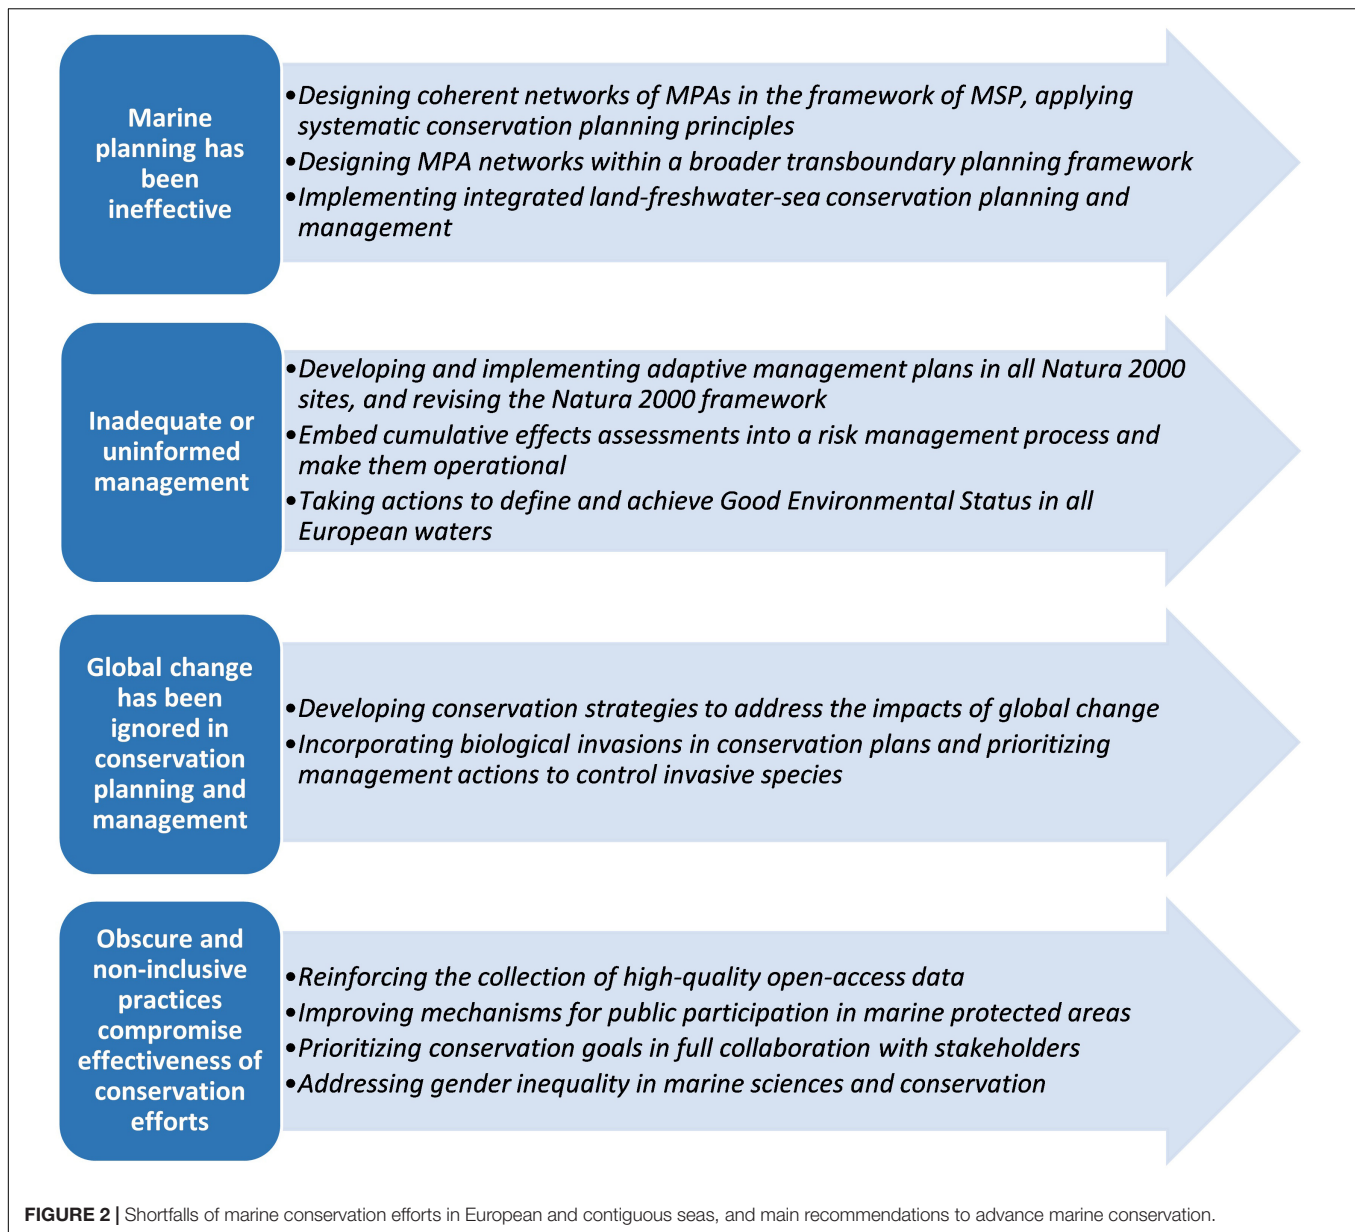 Marine
planning has
been
ineffective
•Designing coherent networks of MPAs in the framework of MSP, applying
systematic conservation planning principles
•Designing MPA networks within a broader transboundary planning framework
•Implementing integrated land-freshwater-sea conservation planning and
management
Inadequate or
uninformed
management
•Developing and implementing adaptive management plans in all Natura 2000
sites, and revising the Natura 2000 framework
•Embed cumulative effects assessments into a risk management process and
make them operational
•Taking actions to define and achieve Good Environmental Status in all
European waters
Global change
has been
ignored in
conservation
planning and
management
•Developing conservation strategies to address the impacts of global change
•Incorporating biological invasions in conservation plans and prioritizing
management actions to control invasive species
Obscure and
non-inclusive
practices
compromise
effectiveness of
conservation
efforts
•Reinforcing the collection of high-quality open-access data
•Improving mechanisms for public participation in marine protected areas
•Prioritizing conservation goals in full collaboration with stakeholders
•Addressing gender inequality in marine sciences and conservation
FIGURE 2 | Shortfalls of marine conservation efforts in European and contiguous seas, and main recommendations to advance marine conservation.